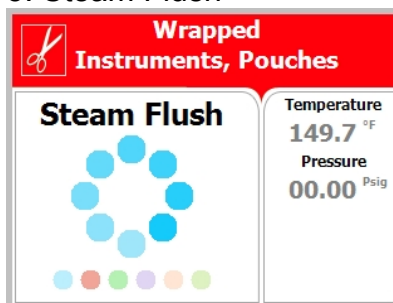 Wrapped
Instruments, Pouches
Steam Flush
Temperature
149.7 °F
Pressure
00.00 Psig